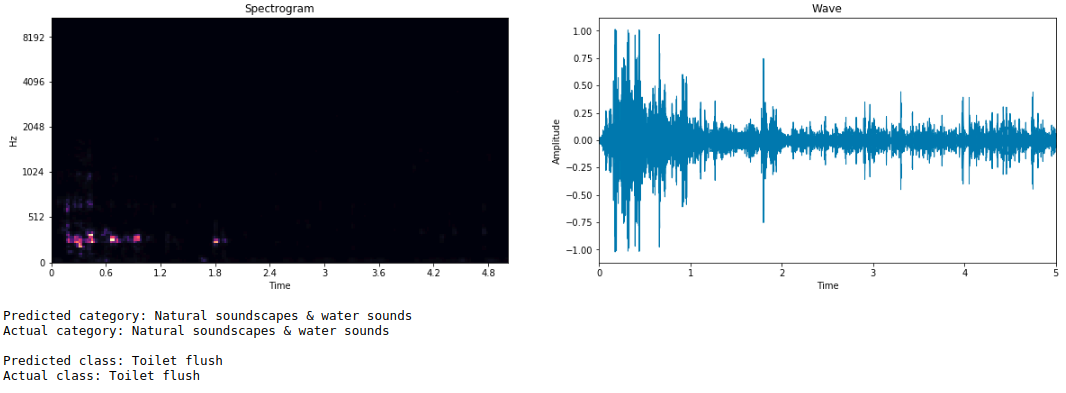 Spectrogram
Hz
8192
4096
2048
1024
512
0
0 0.6 1.2 1.8 2.4 3 3.6 4.2 4.8
Time
Wave
Amplitude
1.00
0.75
0.50
0.25
0.00
−0.25
−0.50
−0.75
−1.00
0 1 2 3 4 5
Time
Predicted category: Natural soundscapes & water sounds
Actual category: Natural soundscapes & water sounds
Predicted class: Toilet flush
Actual class: Toilet flush